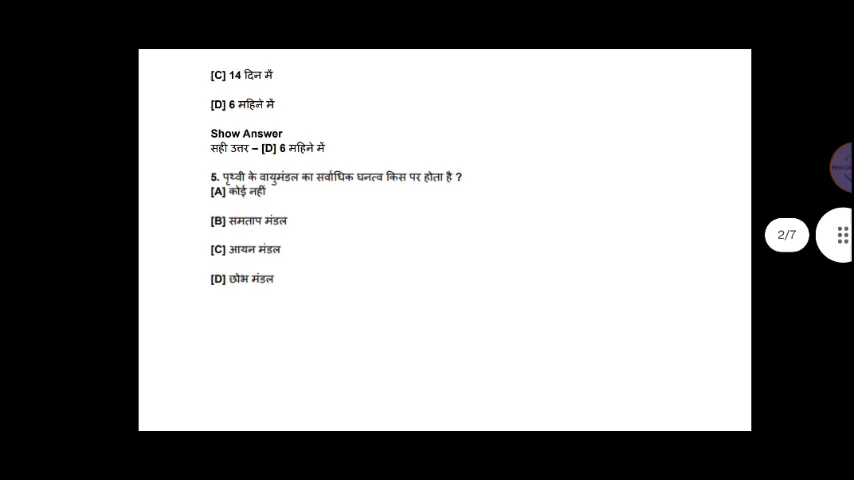 [C] 14 दिन में
[D] 6 महिने में
Show Answer
सही उत्तर – [D] 6 महिने में
5. पृथ्वी के वायुमंडल का सर्वाधिक घनत्व किस पर होता है ?
[A] कोई नहीं
[B] समताप मंडल
[C] आयन मंडल
[D] छोभ मंडल
2/7